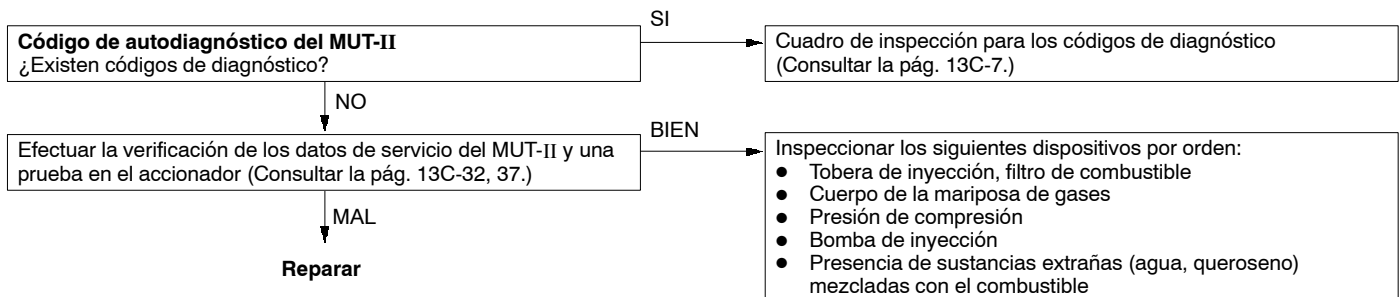 SI
Código de autodiagnóstico del MUT-II
¿Existen códigos de diagnóstico?
Cuadro de inspección para los códigos de diagnóstico
(Consultar la pág. 13C-7.)
NO
BIEN
Efectuar la verificación de los datos de servicio del MUT-II y una
prueba en el accionador (Consultar la pág. 13C-32, 37.)
Inspeccionar los siguientes dispositivos por orden:
● Tobera de inyección, filtro de combustible
● Cuerpo de la mariposa de gases
● Presión de compresión
● Bomba de inyección
● Presencia de sustancias extrañas (agua, queroseno)
mezcladas con el combustible
MAL
Reparar